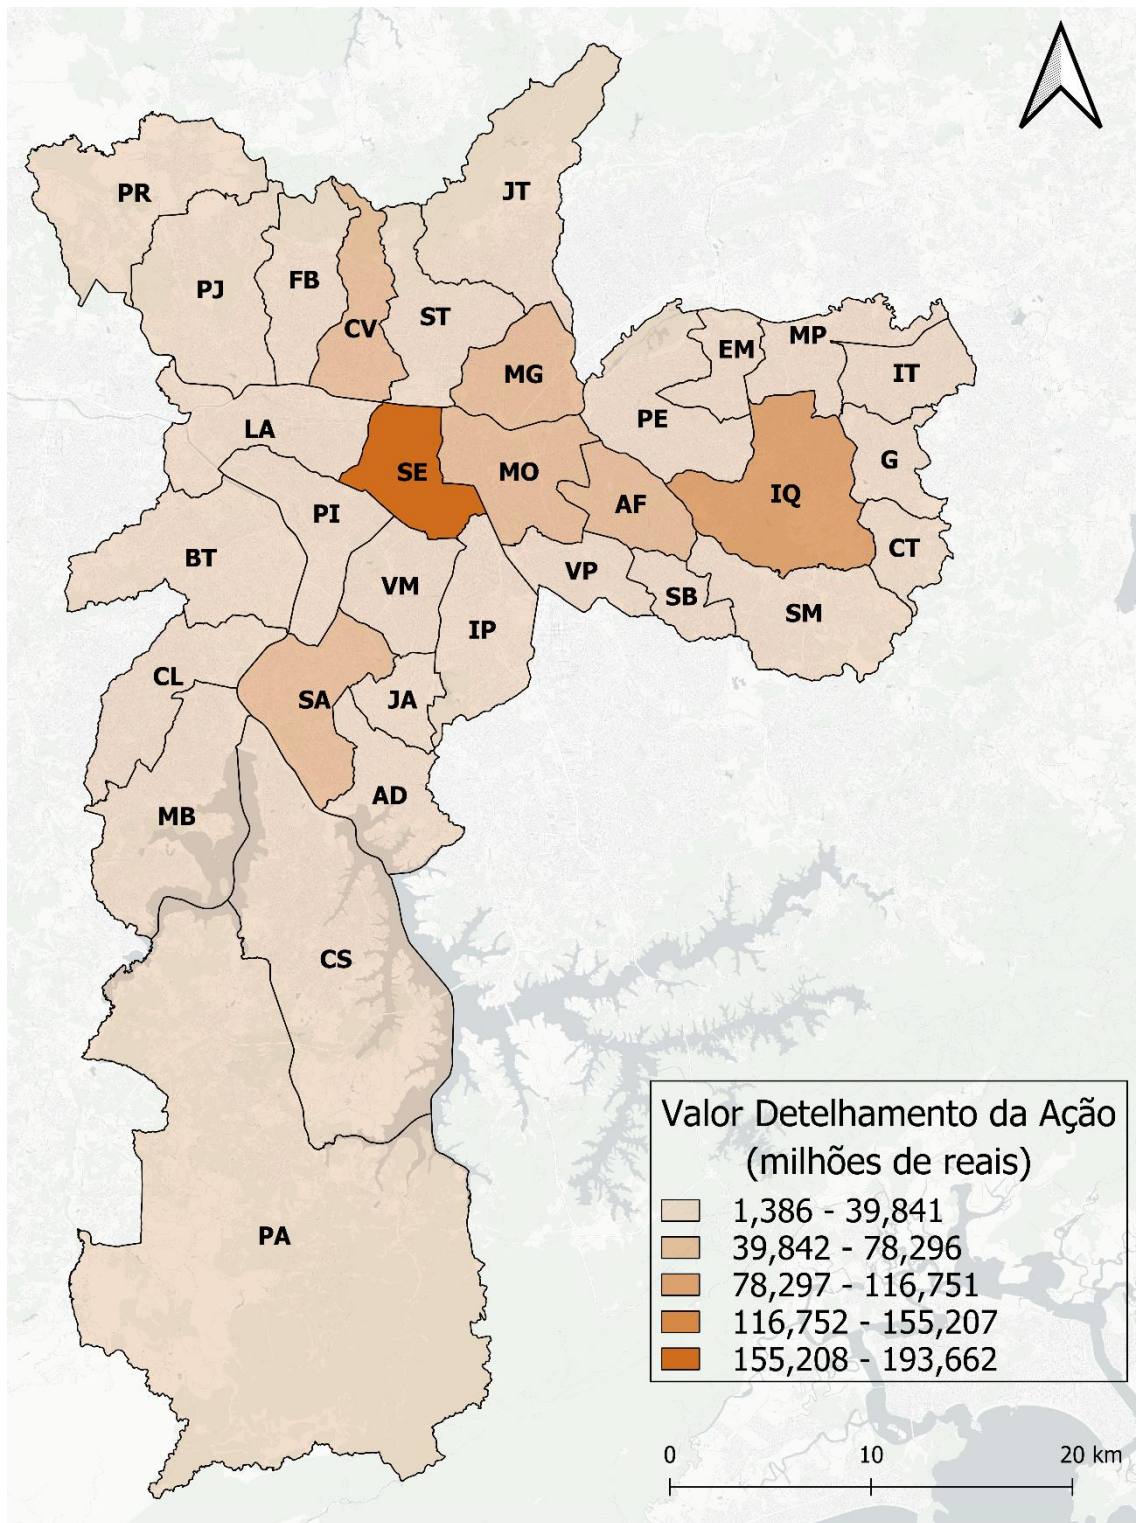 JT
PR
PJ
FB
CV
ST
MG
EM
MP
IT
PE
LA
SE
MO
AF
IQ
G
PI
BT
VM
IP
VP
SB
CT
SM
CL
SA
JA
AD
MB
CS
PA
Valor Detelhamento da Ação
(milhões de reais)
1,386 - 39,841
39,842 - 78,296
78,297 - 116,751
116,752 - 155,207
155,208 - 193,662
0 10 20 km